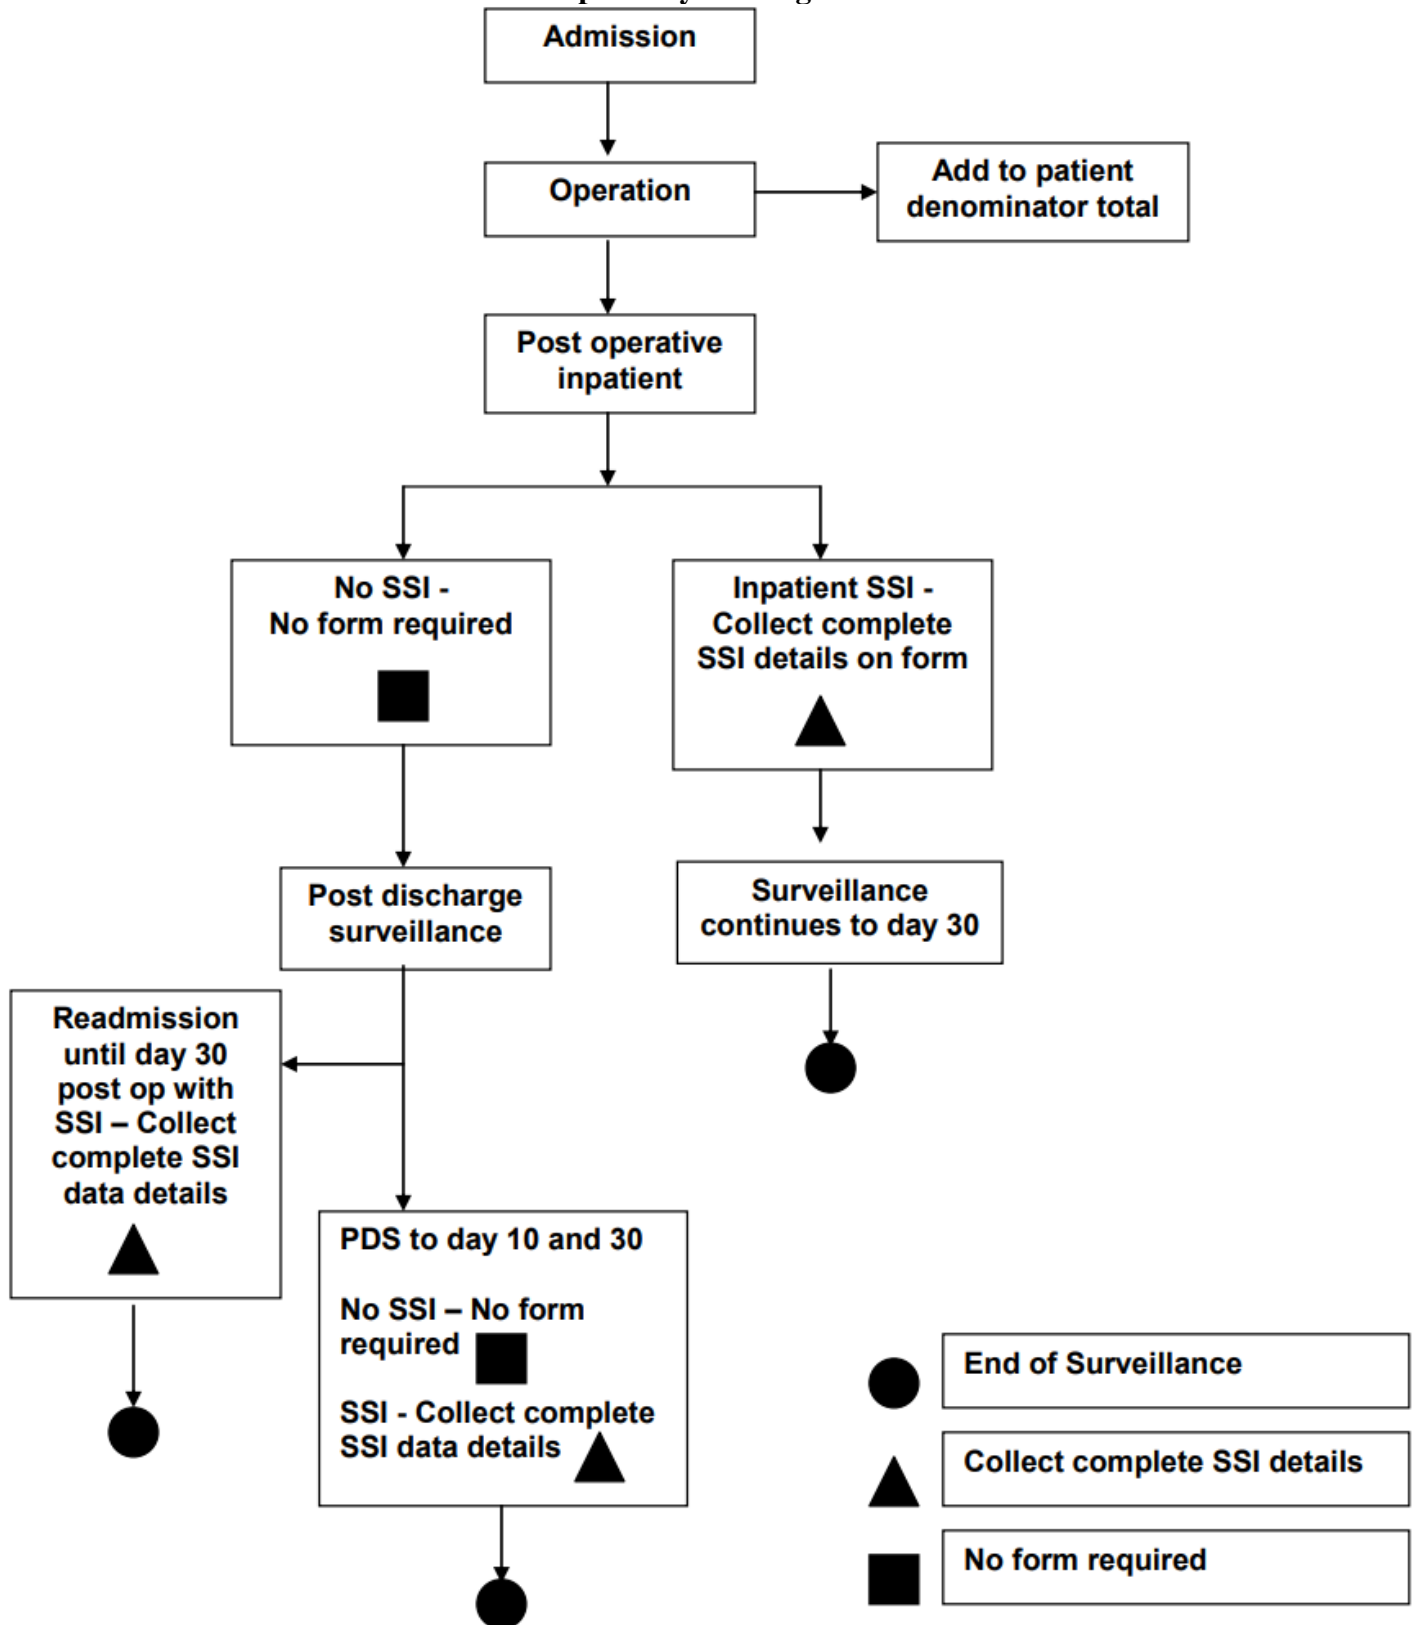 Admission
Operation
Add to patient
denominator total
Post operative
inpatient
No SSI -
No form required
Inpatient SSI -
Collect complete
SSI details on form
Post discharge
surveillance
Surveillance
continues to day 30
Readmission
until day 30
post op with
SSI – Collect
complete SSI
data details
PDS to day 10 and 30
No SSI – No form
required
SSI - Collect complete
SSI data details
End of Surveillance
Collect complete SSI details
No form required